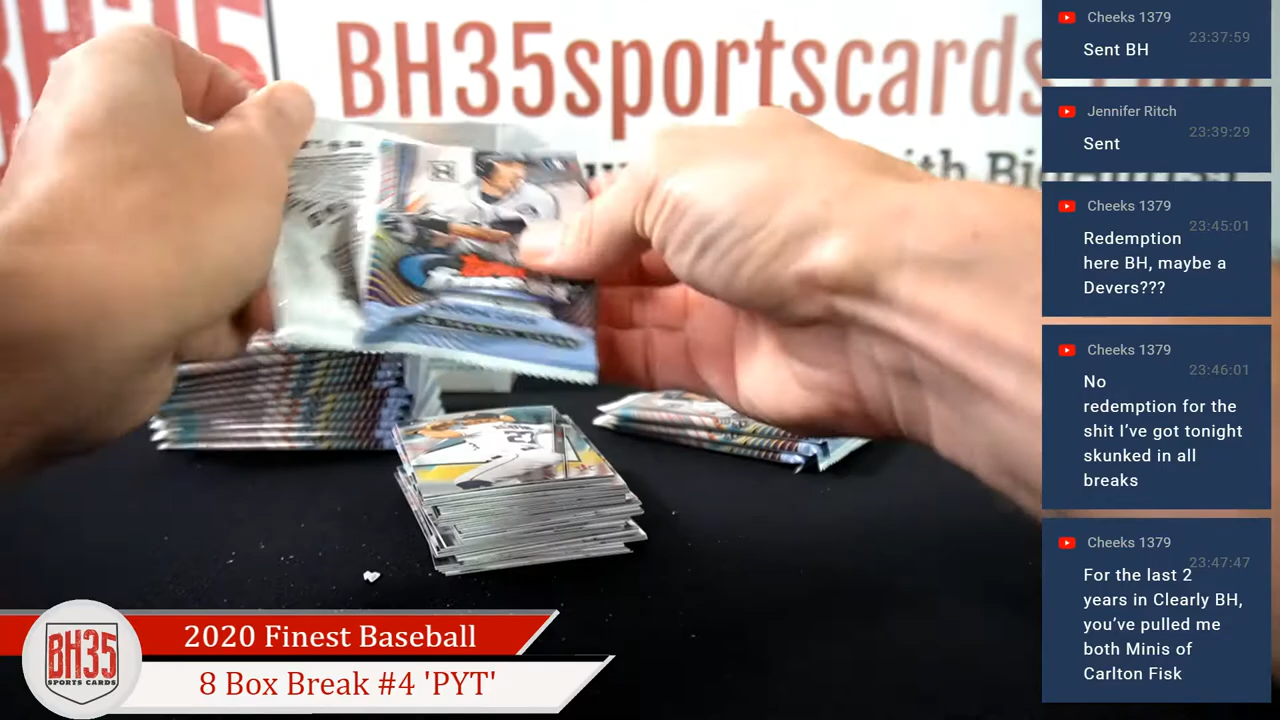 BH35sportscards
Cheeks 1379
23:37:59
Sent BH
Jennifer Ritch
23:39:29
Sent
Cheeks 1379
23:45:01
Redemption
here BH, maybe a
Devers???
Cheeks 1379
23:46:01
No
redemption for the
shit I've got tonight
skunked in all
breaks
Cheeks 1379
23:47:47
For the last 2
years in Clearly BH,
you've pulled me
both Minis of
Carlton Fisk
2020 Finest Baseball
8 Box Break #4 'PYT'
BH35
SPORTS CARDS